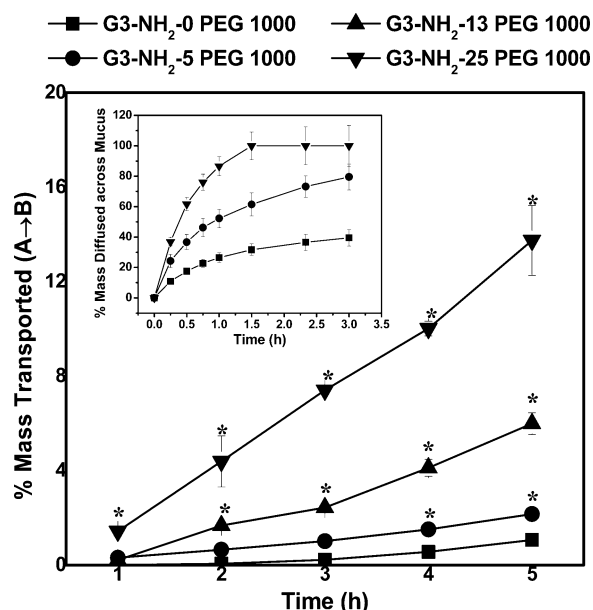 G3-NH2-0 PEG 1000 G3-NH2-13 PEG 1000
G3-NH2-5 PEG 1000 G3-NH2-25 PEG 1000
% Mass Transported (A→B)
20
16
12
8
4
0
1 2 3 4 5
Time (h)
% Mass Diffused across Mucus
120
100
80
60
40
20
0
0.0 0.5 1.0 1.5 2.0 2.5 3.0 3.5
Time (h)
*
* * * *
* * * *
* *